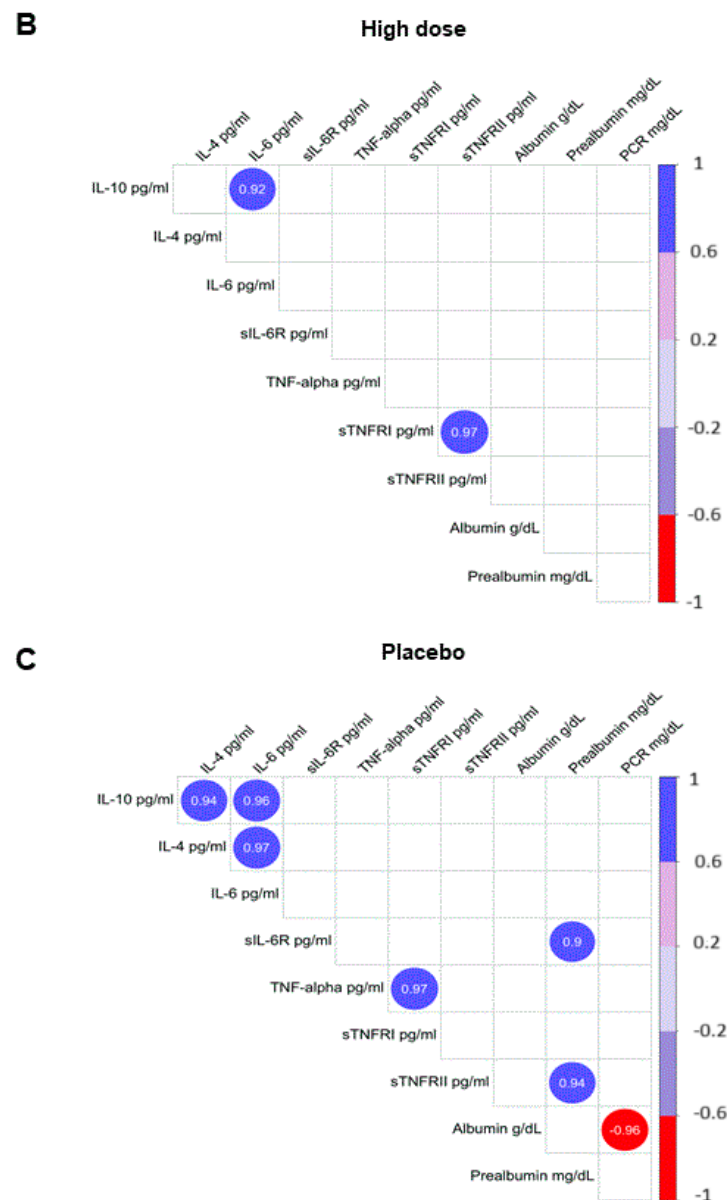 B
High dose
IL-4 pg/ml
IL-6 pg/ml
sIL-6R pg/ml
TNF-alpha pg/ml
sTNFRI pg/ml
sTNFRII pg/ml
Albumin g/dL
Prealbumin mg/dL
PCR mg/dL
IL-10 pg/ml 0.92
IL-4 pg/ml
IL-6 pg/ml
sIL-6R pg/ml
TNF-alpha pg/ml
sTNFRI pg/ml 0.97
sTNFRII pg/ml
Albumin g/dL
Prealbumin mg/dL
1
0.6
0.2
-0.2
-0.6
-1
C
Placebo
IL-4 pg/ml
IL-6 pg/ml
sIL-6R pg/ml
TNF-alpha pg/ml
sTNFRI pg/ml
sTNFRII pg/ml
Albumin g/dL
Prealbumin mg/dL
PCR mg/dL
IL-10 pg/ml 0.94 0.96
IL-4 pg/ml 0.97
IL-6 pg/ml
sIL-6R pg/ml 0.9
TNF-alpha pg/ml 0.97
sTNFRI pg/ml
sTNFRII pg/ml 0.94
Albumin g/dL -0.96
Prealbumin mg/dL
1
0.6
0.2
-0.2
-0.6
-1